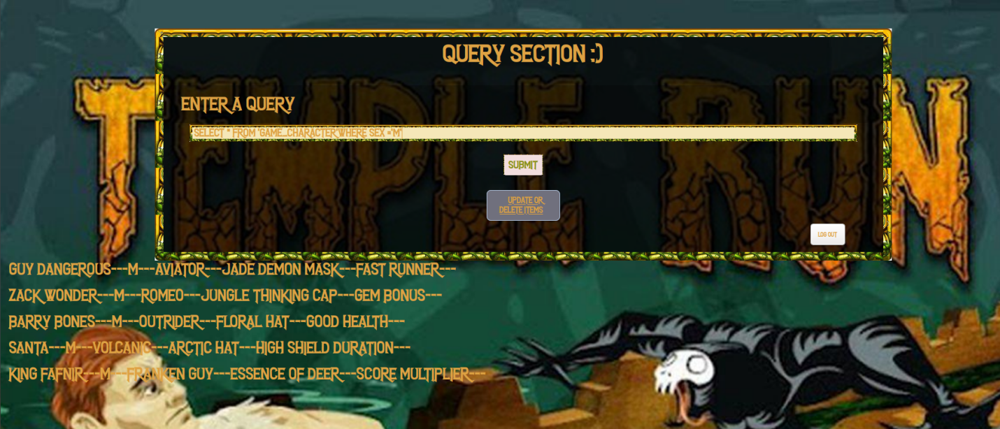 QUERY SECTION :)
TEMPLE RUN
ENTER A QUERY
SELECT * FROM 'GAME_CHARACTER'WHERE SEX ='M'
SUBMIT
UPDATE OR
DELETE ITEMS
LOG OUT
GUY DANGEROUS---M---AVIATOR---JADE DEMON MASK---FAST RUNNER---
ZACK WONDER---M---ROMEO---JUNGLE THINKING CAP---GEM BONUS---
BARRY BONES---M---OUTRIDER---FLORAL HAT---GOOD HEALTH---
SANTA---M---VOLCANIC---ARCTIC HAT---HIGH SHIELD DURATION---
KING FAFNIR---M---FRANKEN GUY---ESSENCE OF DEER---SCORE MULTIPLIER---